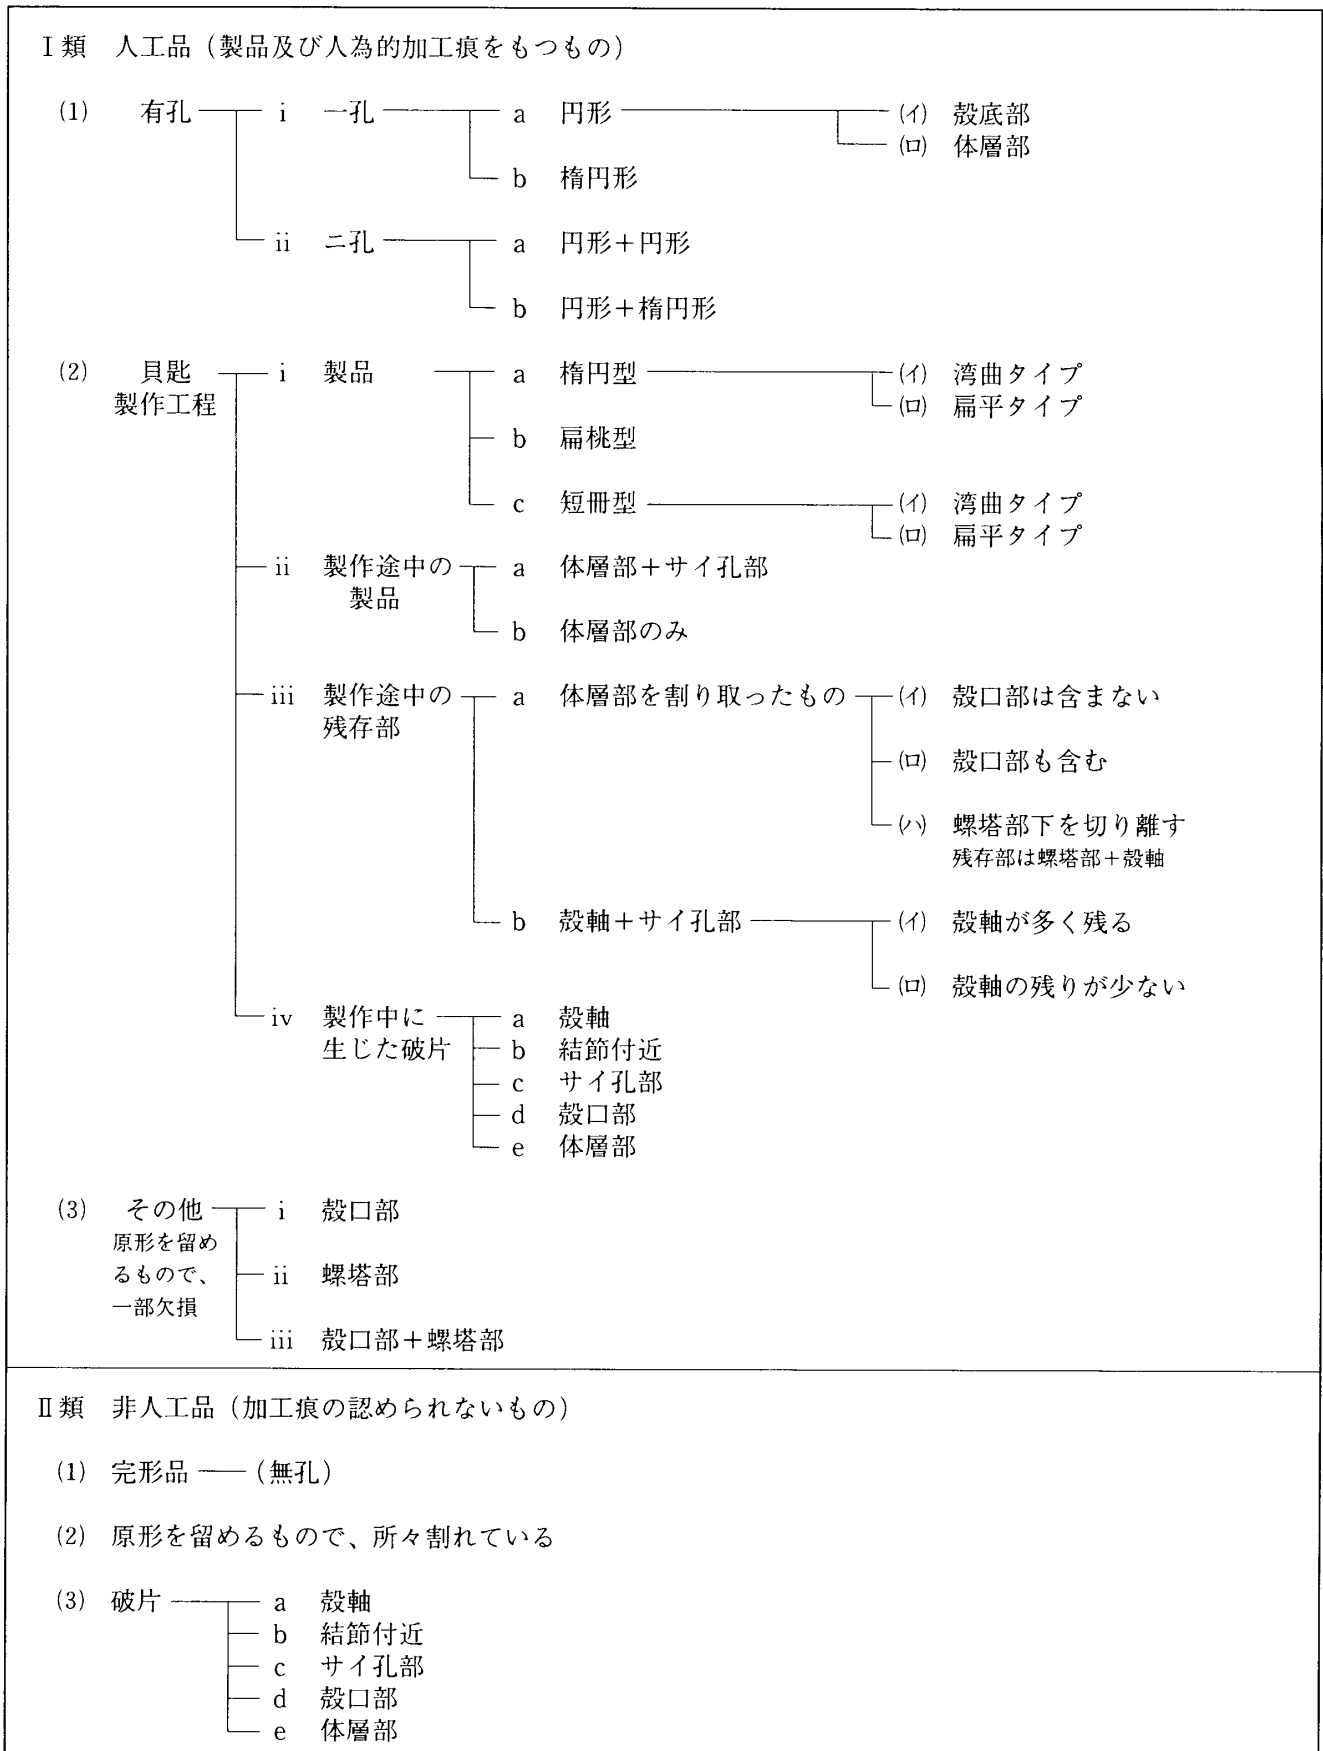 Ⅰ類 人工品（製品及び人為的加工痕をもつもの）
(1) 有孔 i 一孔 a 円形 (イ) 殻底部
(ロ) 体層部
b 楕円形
ii 二孔 a 円形＋円形
b 円形＋楕円形
(2) 貝匙 i 製品 a 楕円型 (イ) 湾曲タイプ
製作工程 (ロ) 扁平タイプ
b 扁桃型
c 短冊型 (イ) 湾曲タイプ
(ロ) 扁平タイプ
ii 製作途中の a 体層部＋サイ孔部
製品
b 体層部のみ
iii 製作途中の a 体層部を割り取ったもの (イ) 殻口部は含まない
残存部
(ロ) 殻口部も含む
(ハ) 螺塔部下を切り離す
残存部は螺塔部＋殻軸
b 殻軸＋サイ孔部 (イ) 殻軸が多く残る
(ロ) 殻軸の残りが少ない
iv 製作中に a 殻軸
生じた破片 b 結節付近
c サイ孔部
d 殻口部
e 体層部
(3) その他 i 殻口部
原形を留め
るもので、 ii 螺塔部
一部欠損
iii 殻口部＋螺塔部
Ⅱ類 非人工品（加工痕の認められないもの）
(1) 完形品 ――（無孔）
(2) 原形を留めるもので、所々割れている
(3) 破片 a 殻軸
b 結節付近
c サイ孔部
d 殻口部
e 体層部